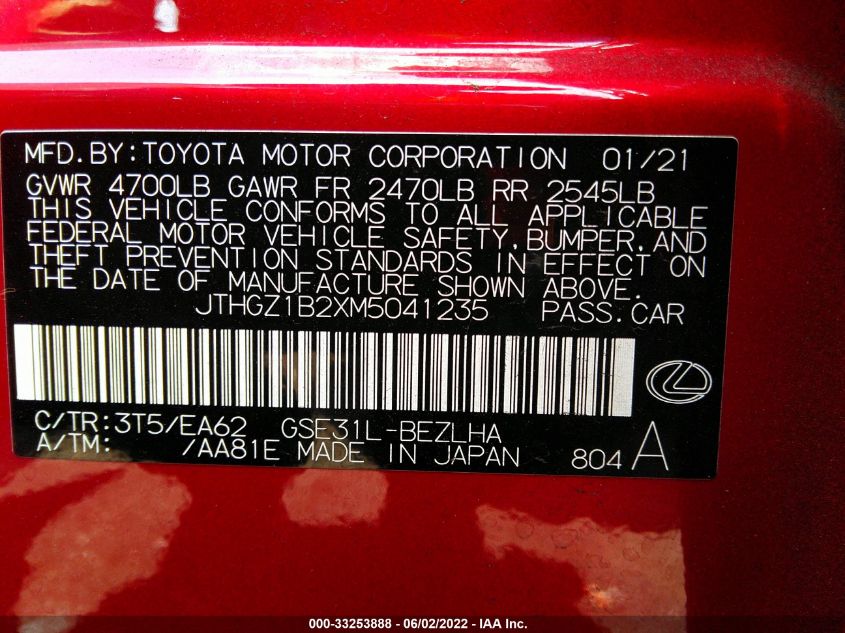 MFD.BY:TOYOTA MOTOR CORPORATION 01/21
GVWR 4700LB GAWR FR 2470LB RR 2545LB
THIS VEHICLE CONFORMS TO ALL APPLICABLE
FEDERAL MOTOR VEHICLE SAFETY,BUMPER,AND
THEFT PREVENTION STANDARDS IN EFFECT ON
THE DATE OF MANUFACTURE SHOWN ABOVE.
JTHGZ1B2XM5041235 PASS.CAR
C/TR:3T5/EA62 GSE31L-BEZLHA
A/TM: /AA81E MADE IN JAPAN 804 A
000-33253888 - 06/02/2022 - IAA Inc.